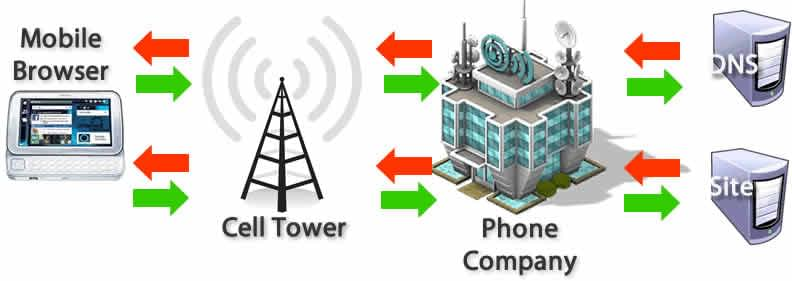 Mobile
Browser
Cell Tower
Phone
Company
DNS
Site